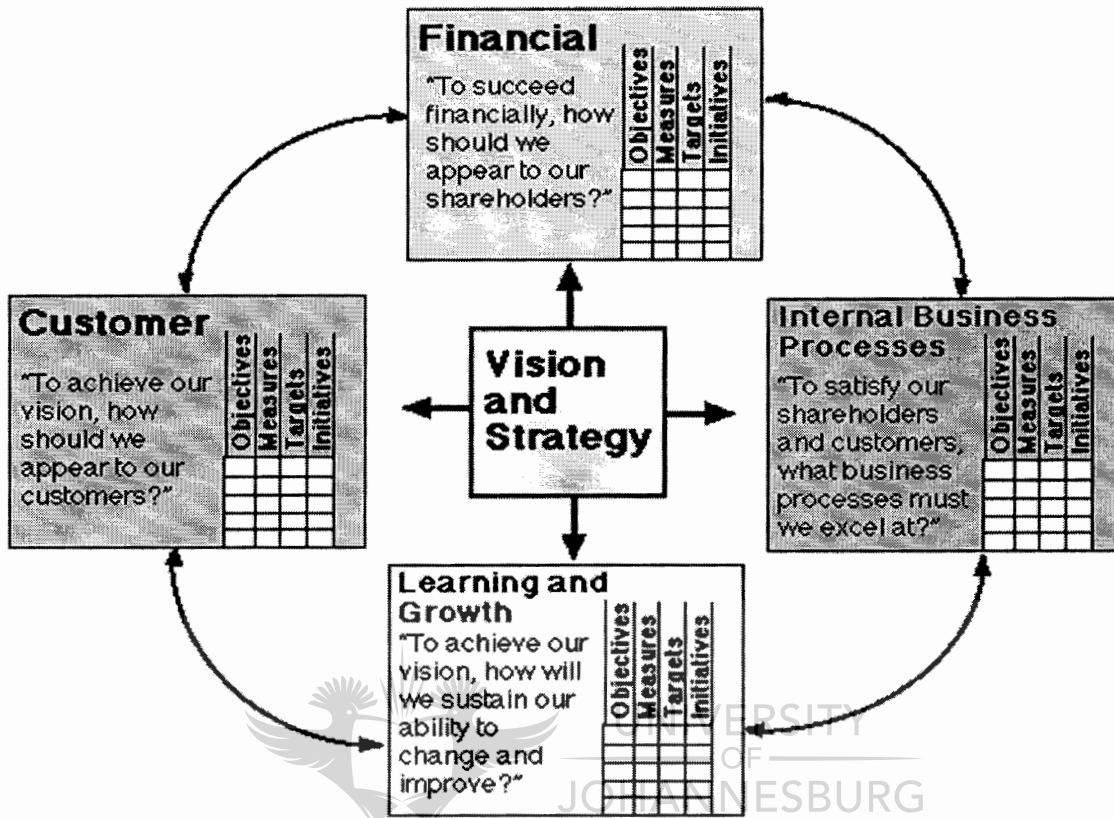 Financial
"To succeed
financially, how
should we
appear to our
shareholders?"
Objectives
Measures
Targets
Initiatives
Customer
"To achieve our
vision, how
should we
appear to our
customers?"
Objectives
Measures
Targets
Initiatives
Vision
and
Strategy
Internal Business
Processes
"To satisfy our
shareholders
and customers,
what business
processes must
we excel at?"
Objectives
Measures
Targets
Initiatives
Learning and
Growth
"To achieve our
vision, how will
we sustain our
ability to
change and
improve?"
Objectives
Measures
Targets
Initiatives
UNIVERSITY
OF
JOHANNESBURG